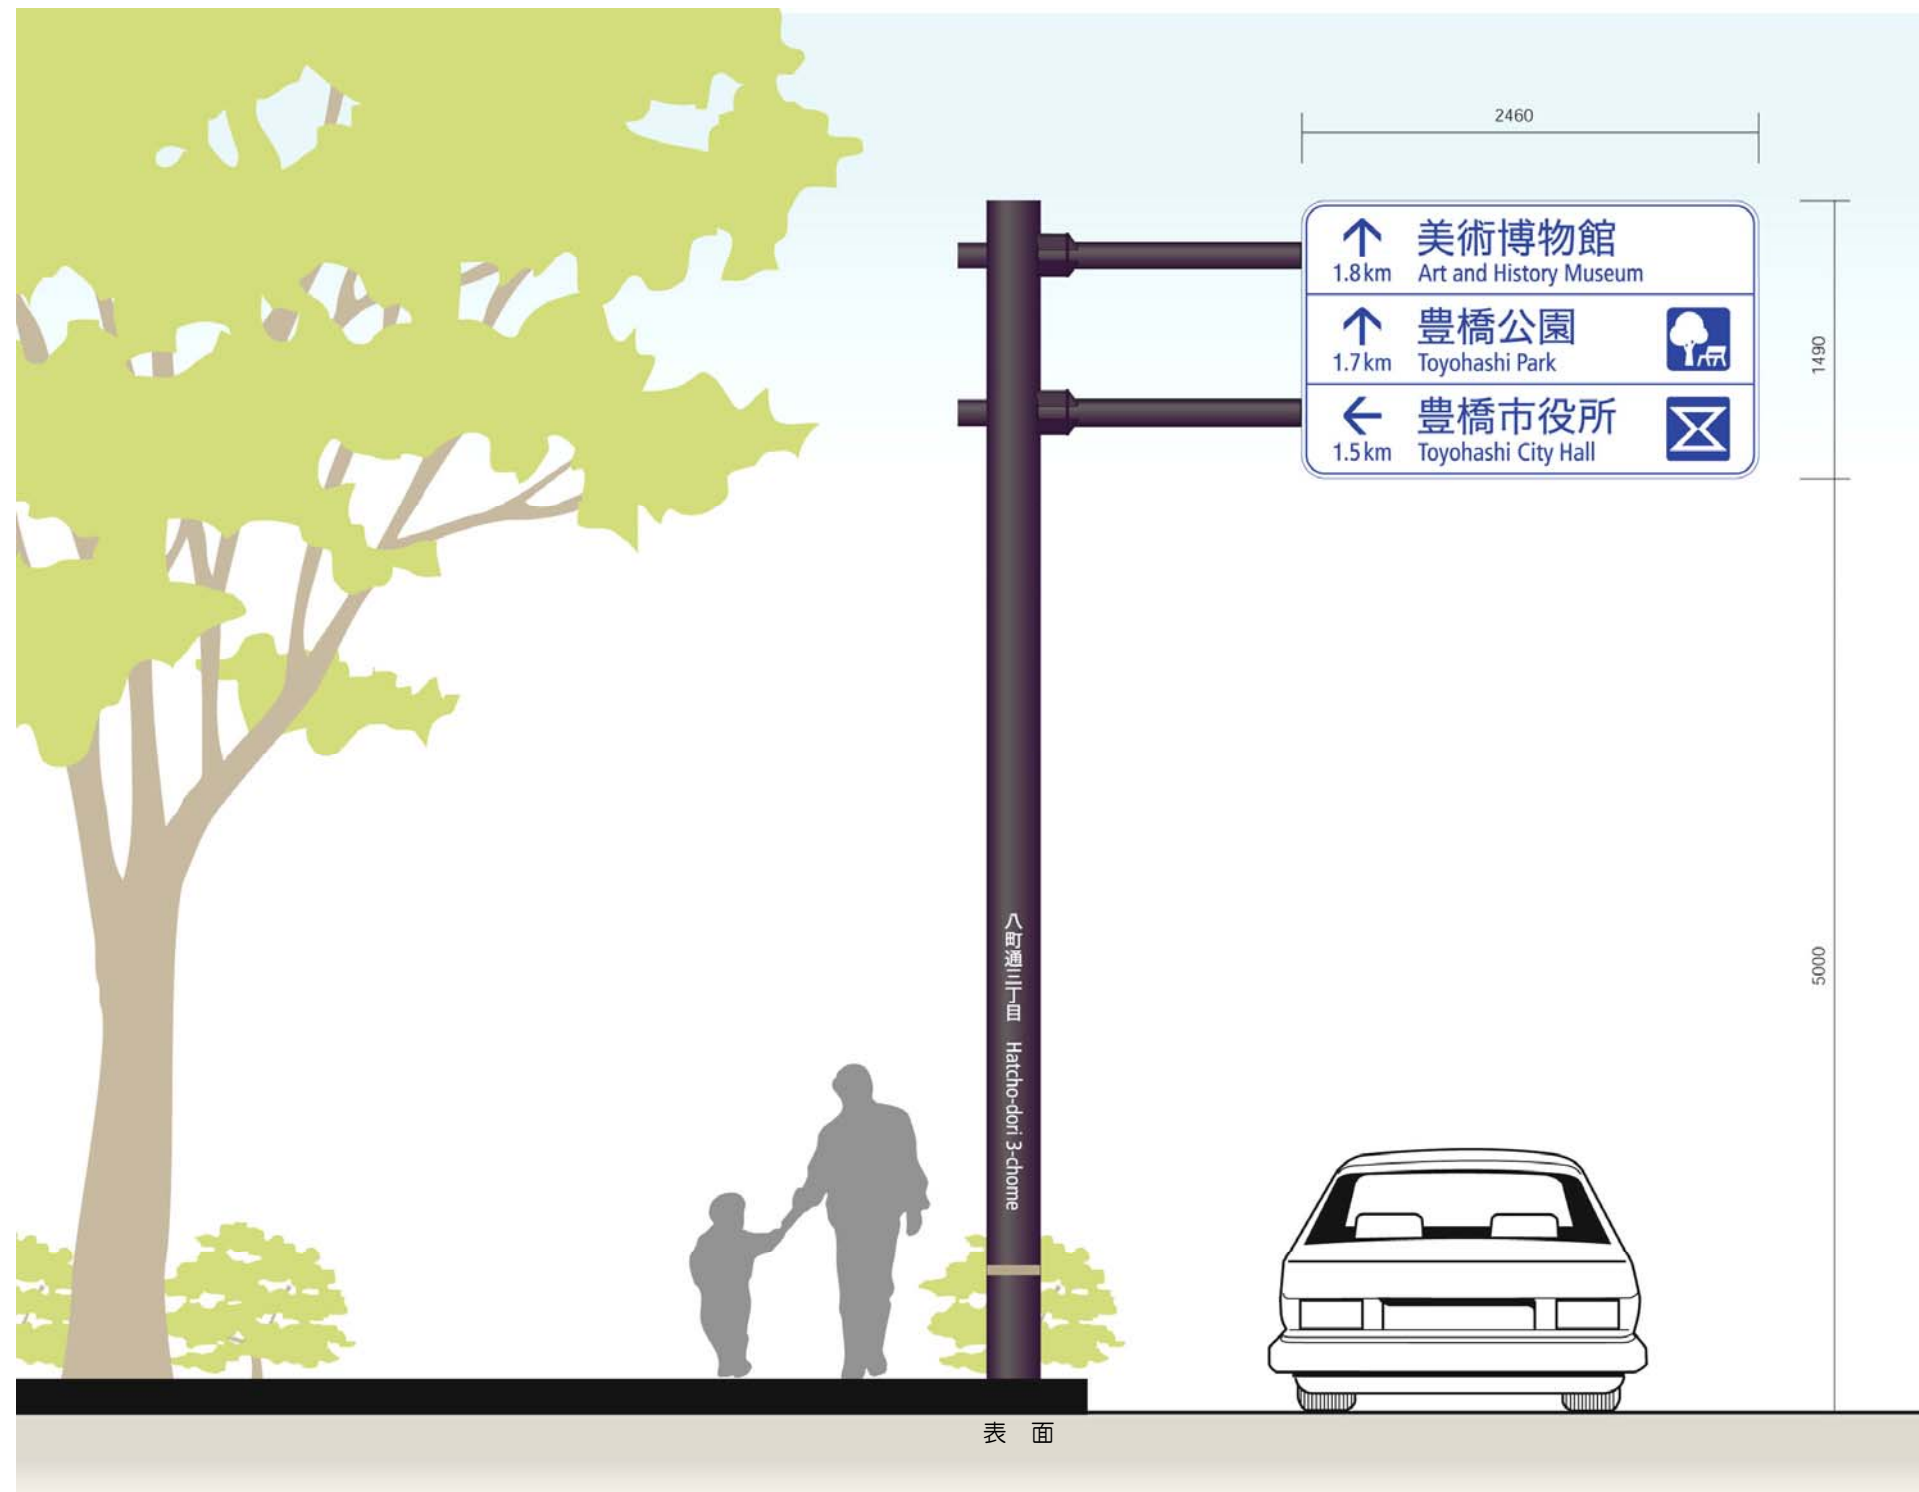 2460
美術博物館
1.8km Art and History Museum
豊橋公園
1.7km Toyohashi Park
豊橋市役所
1.5km Toyohashi City Hall
1490
5000
八町通三丁目 Hatcho-dori 3-chome
表 面